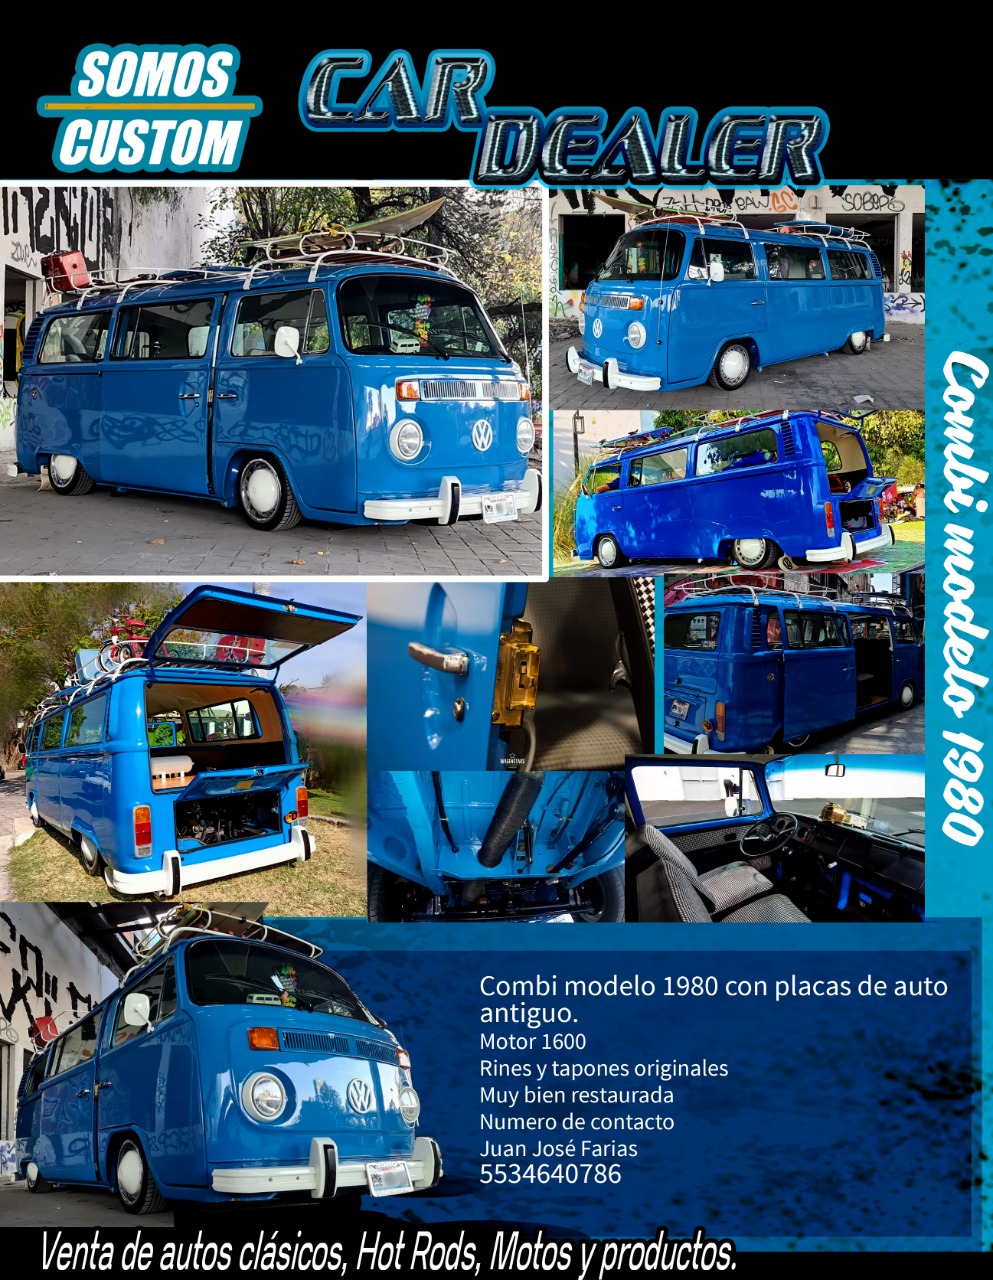 SOMOS
CUSTOM
CAR
DEALER
Combi modelo 1980
Combi modelo 1980 con placas de auto
antiguo.
Motor 1600
Rines y tapones originales
Muy bien restaurada
Numero de contacto
Juan José Farias
5534640786
Venta de autos clásicos, Hot Rods, Motos y productos.